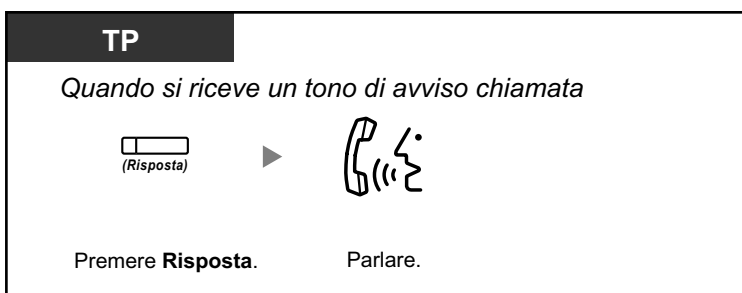 TP
Quando si riceve un tono di avviso chiamata
(Risposta)
Premere Risposta. Parlare.